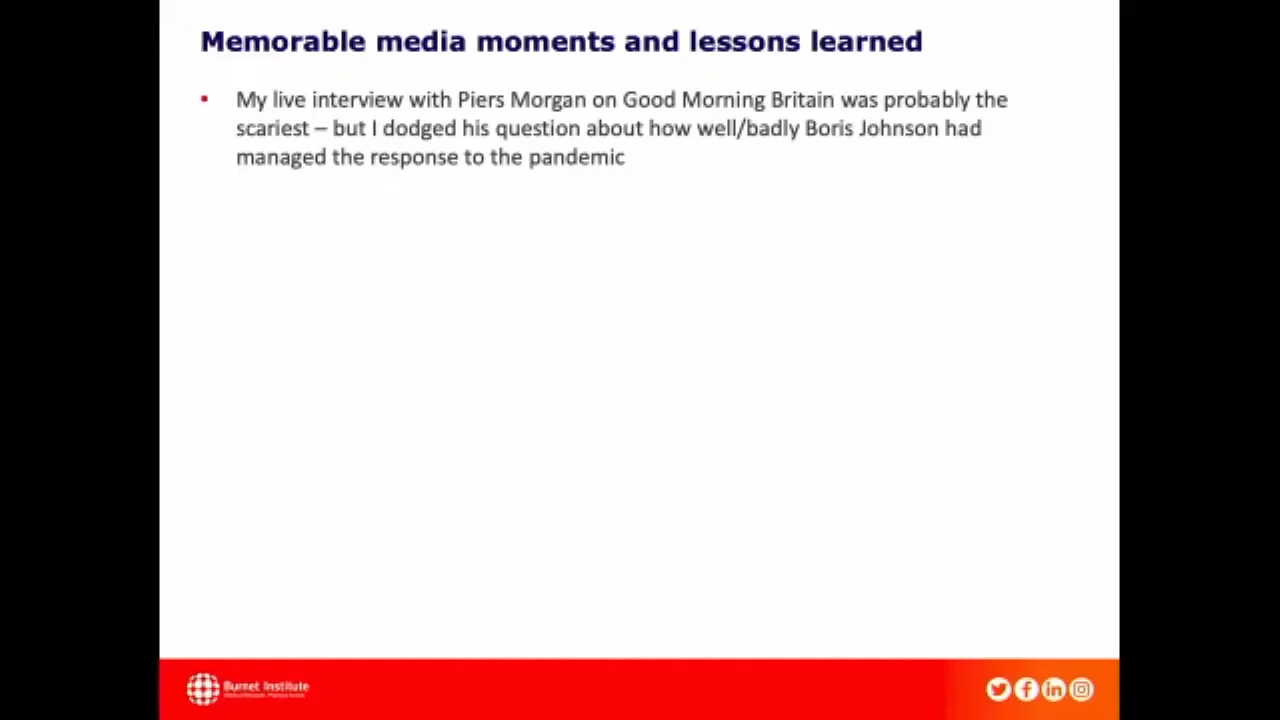 Memorable media moments and lessons learned
• My live interview with Piers Morgan on Good Morning Britain was probably the
scariest – but I dodged his question about how well/badly Boris Johnson had
managed the response to the pandemic
Burnet Institute